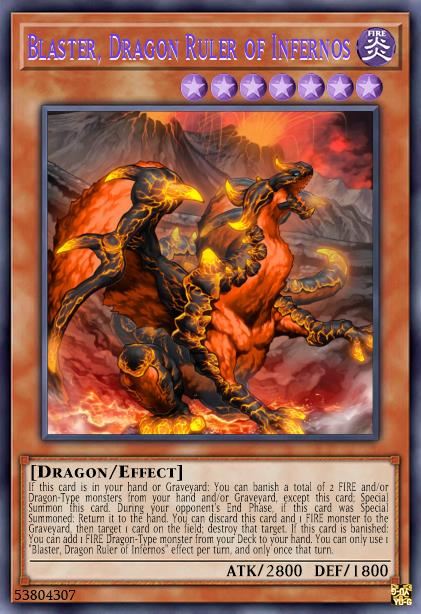 Blaster, Dragon Ruler of Infernos
FIRE
炎
[Dragon/Effect]
If this card is in your hand or Graveyard: You can banish a total of 2 FIRE and/or
Dragon-Type monsters from your hand and/or Graveyard, except this card; Special
Summon this card. During your opponent's End Phase, if this card was Special
Summoned: Return it to the hand. You can discard this card and 1 FIRE monster to the
Graveyard, then target 1 card on the field; destroy that target. If this card is banished:
You can add 1 FIRE Dragon-Type monster from your Deck to your hand. You can only use 1
"Blaster, Dragon Ruler of Infernos" effect per turn, and only once that turn.
ATK/2800 DEF/1800
53804307